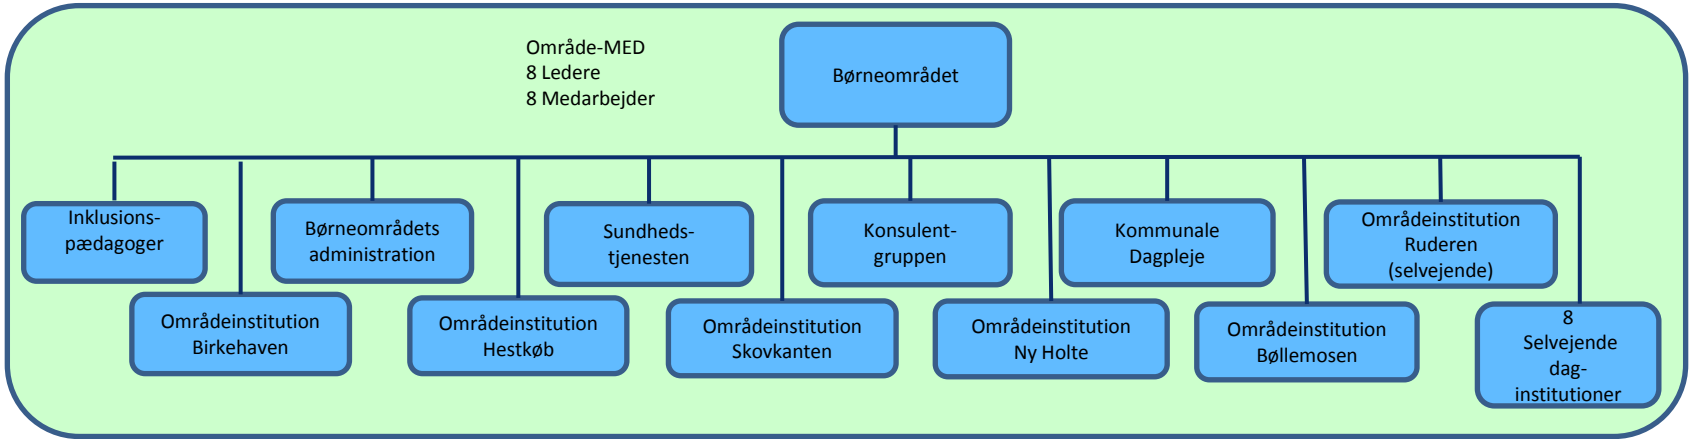 Område-MED
8 Ledere
8 Medarbejder
Børneområdet
Inklusions-
pædagoger
Børneområdets
administration
Sundheds-
tjenesten
Konsulent-
gruppen
Kommunale
Dagpleje
Områdeinstitution
Ruderen
(selvejende)
Områdeinstitution
Birkehaven
Områdeinstitution
Hestkøb
Områdeinstitution
Skovkanten
Områdeinstitution
Ny Holte
Områdeinstitution
Bøllemosen
8
Selvejende
dag-
institutioner